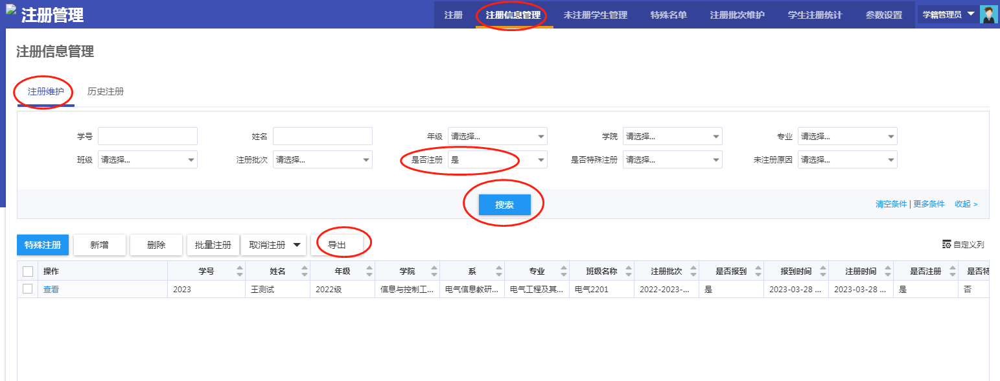 注册管理 注册 注册信息管理 未注册学生管理 特殊名单 注册批次维护 学生注册统计 参数设置 学籍管理员
注册信息管理
注册维护 历史注册
学号 姓名 年级 请选择... 学院 请选择... 专业 请选择...
班级 请选择... 注册批次 请选择... 是否注册 是 是否特殊注册 请选择... 未注册原因 请选择...
搜索 清空条件 | 更多条件 收起 >
特殊注册 新增 删除 批量注册 取消注册 导出 自定义列
操作 学号 姓名 年级 学院 系 专业 班级名称 注册批次 是否报到 报到时间 注册时间 是否注册 是否特
查看 2023 王测试 2022级 信息与控制工... 电气信息教研... 电气工程及其... 电气2201 2022-2023-... 是 2023-03-28 ... 2023-03-28 ... 是 否